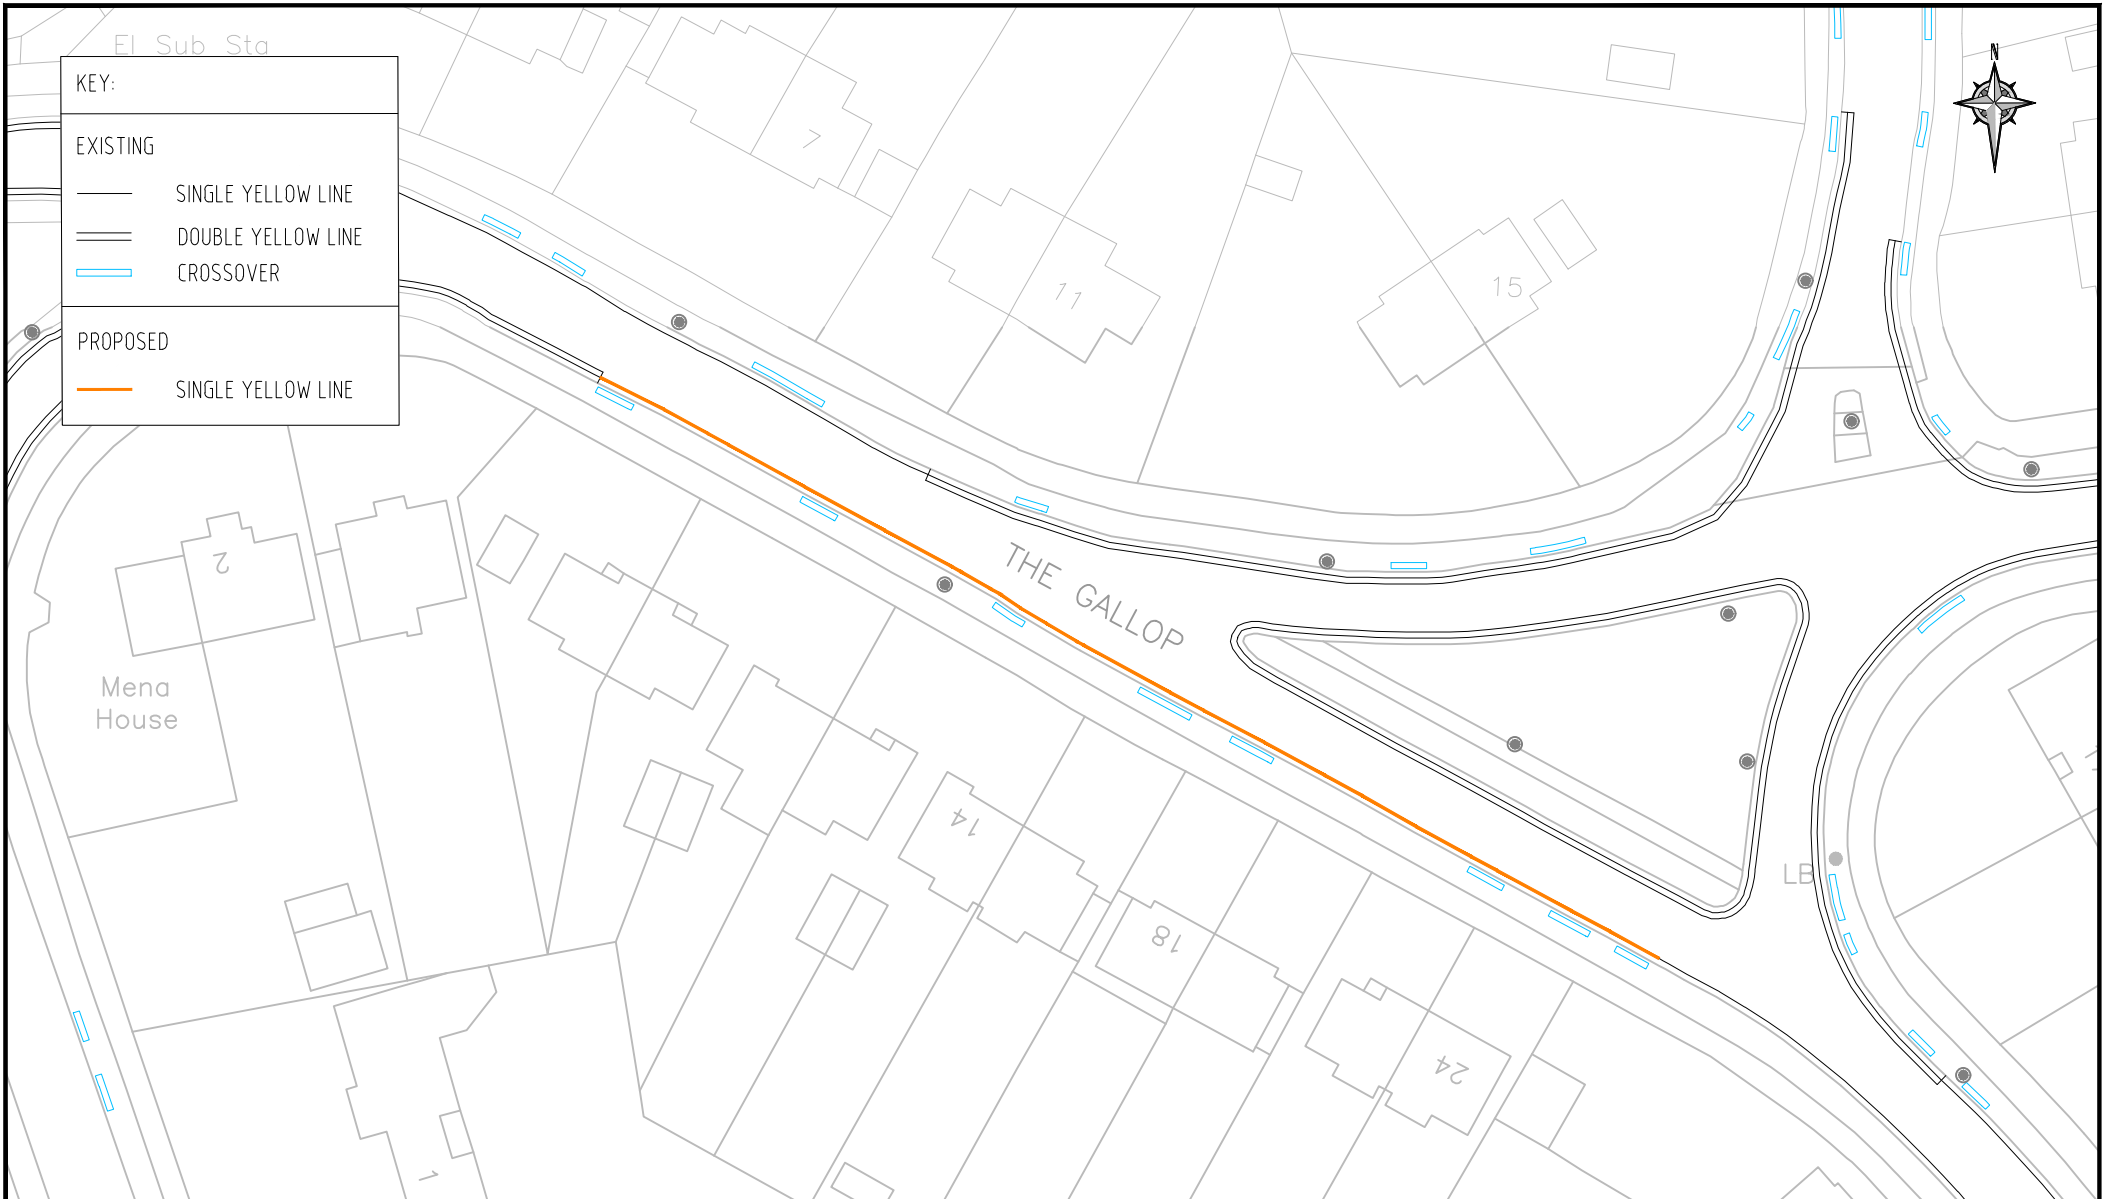 El Sub Sta
KEY:
EXISTING
SINGLE YELLOW LINE
DOUBLE YELLOW LINE
CROSSOVER
PROPOSED
SINGLE YELLOW LINE
N
7
11
15
2
THE GALLOP
Mena
House
14
18
LB
24
1